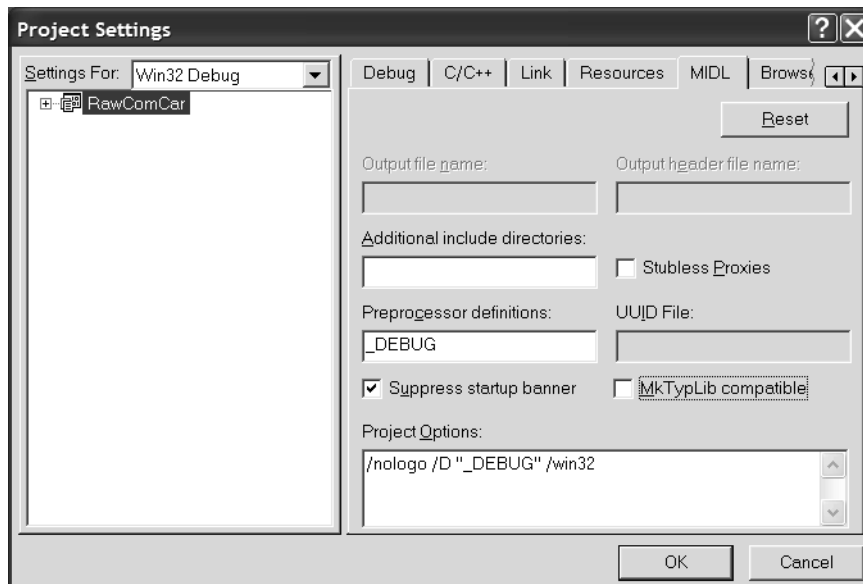 Project Settings
Settings For: Win32 Debug
RawComCar
Debug C/C++ Link Resources MIDL Browse
Reset
Output file name: Output header file name:
Additional include directories:
Stubless Proxies
Preprocessor definitions: UUID File:
_DEBUG
Suppress startup banner MkTypLib compatible
Project Options:
/nologo /D "_DEBUG" /win32
OK Cancel